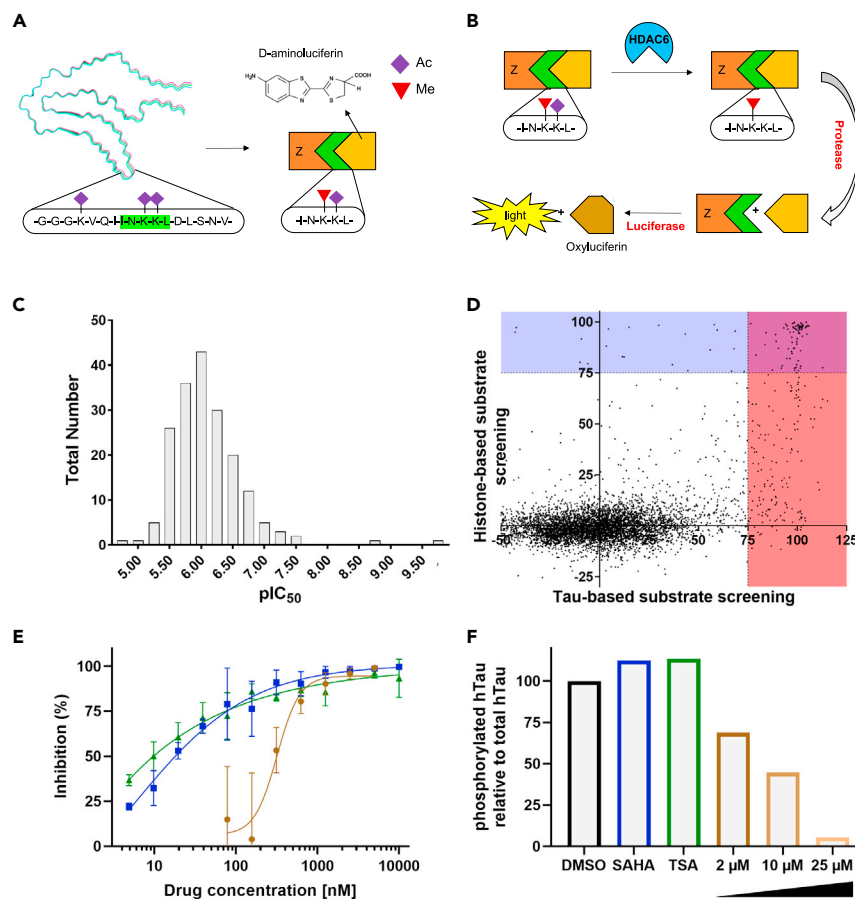 A
D-aminoluciferin
H₂N
N
S
N
S
COOH
H
Ac
Me
Z
-G-G-G-K-V-Q-I-I-N-K-K-L-D-L-S-N-V-
-I-N-K-K-L-
B
HDAC6
Z
Z
-I-N-K-K-L-
-I-N-K-K-L-
Protease
light
+
Oxyluciferin
Luciferase
Z
+
C
Total Number
50
40
30
20
10
0
5.00
5.50
6.00
6.50
7.00
7.50
8.00
8.50
9.00
9.50
pIC₅₀
D
Histone-based substrate
screening
100
75
50
25
-25
-50
-25
25
50
75
100
125
Tau-based substrate screening
E
Inhibition (%)
100
75
50
25
0
10
100
1000
10000
Drug concentration [nM]
F
phosphorylated hTau
relative to total hTau
125
100
75
50
25
0
DMSO
SAHA
TSA
2 µM
10 µM
25 µM